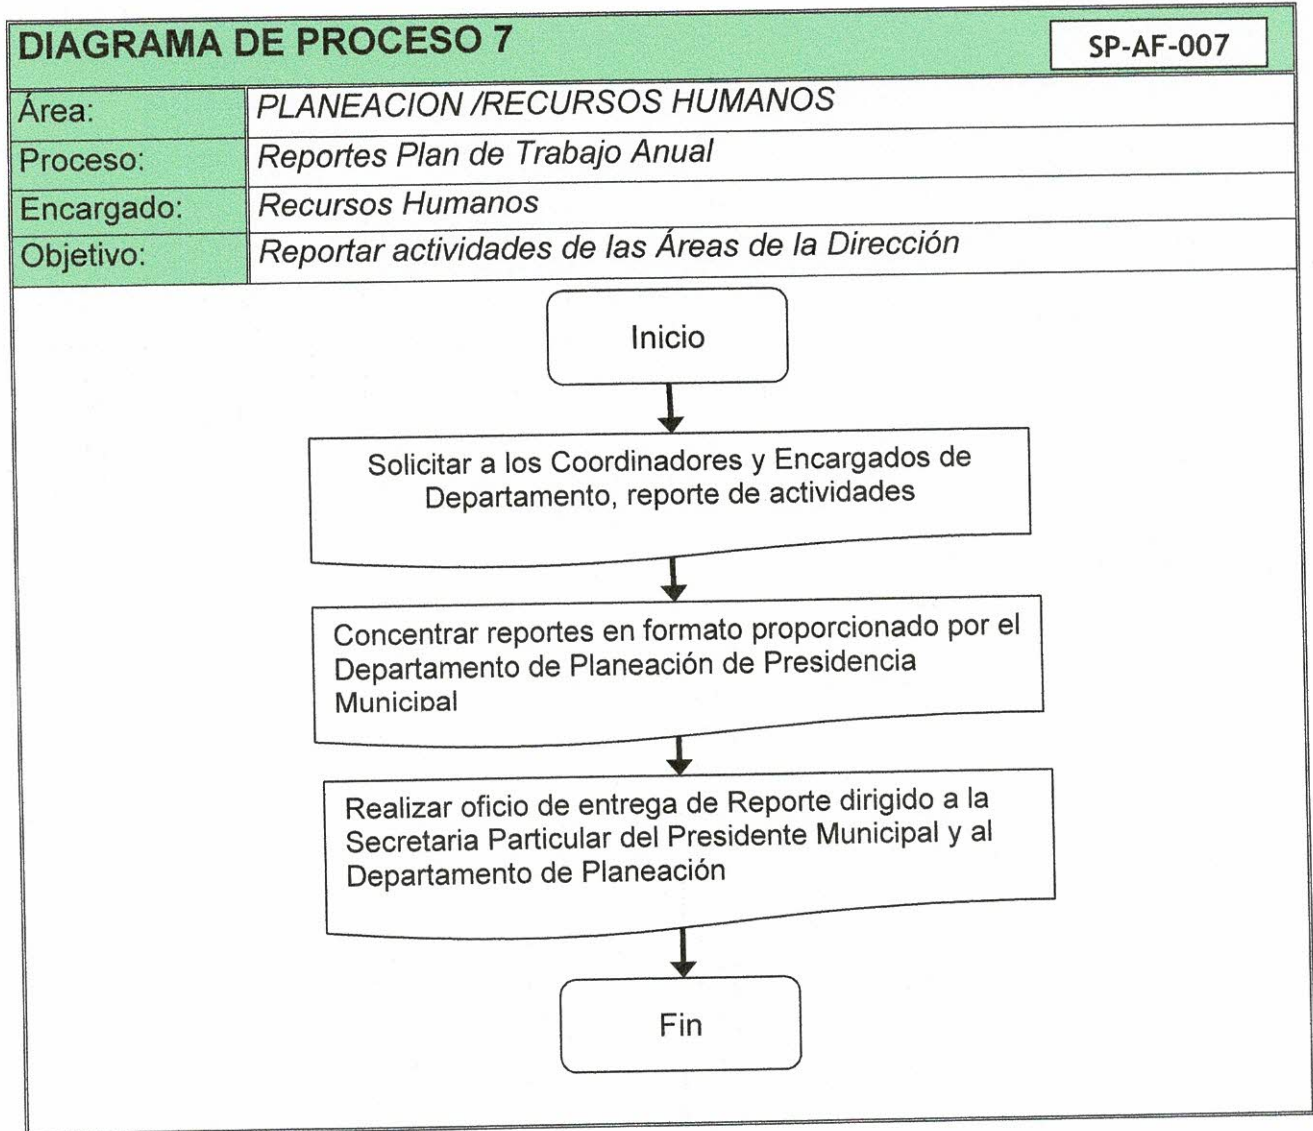 DIAGRAMA DE PROCESO 7
SP-AF-007
Área: PLANEACION /RECURSOS HUMANOS
Proceso: Reportes Plan de Trabajo Anual
Encargado: Recursos Humanos
Objetivo: Reportar actividades de las Áreas de la Dirección
Inicio
Solicitar a los Coordinadores y Encargados de
Departamento, reporte de actividades
Concentrar reportes en formato proporcionado por el
Departamento de Planeación de Presidencia
Municipal
Realizar oficio de entrega de Reporte dirigido a la
Secretaria Particular del Presidente Municipal y al
Departamento de Planeación
Fin